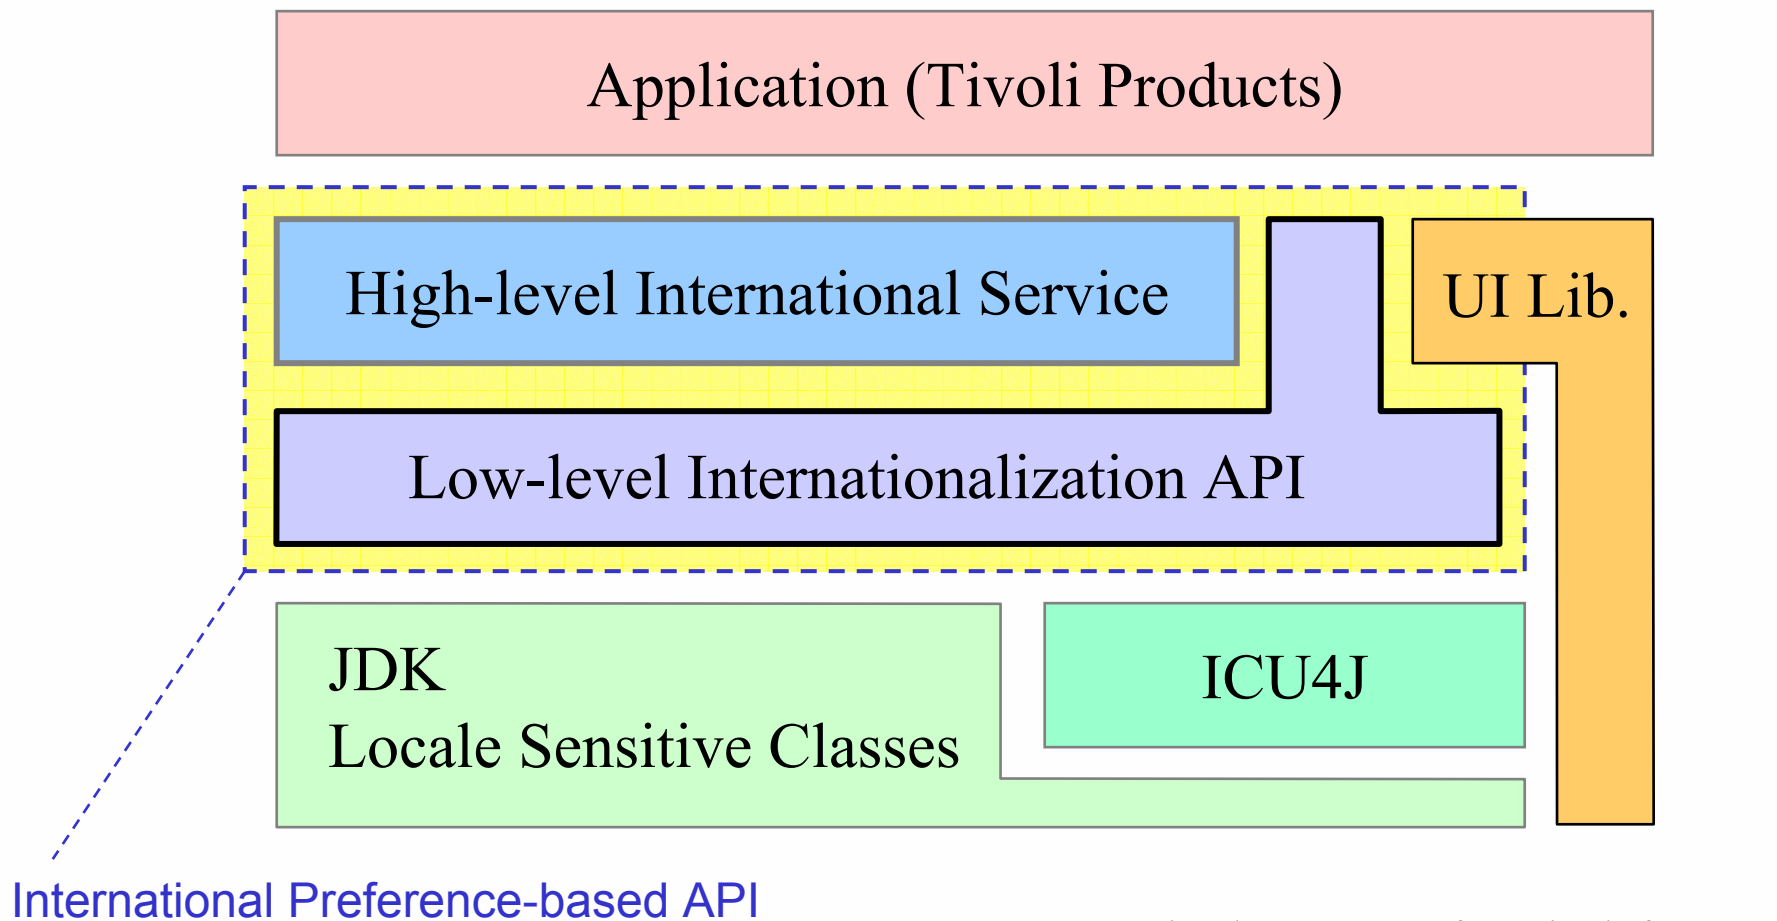 Application (Tivoli Products)
High-level International Service
UI Lib.
Low-level Internationalization API
JDK
Locale Sensitive Classes
ICU4J
International Preference-based API